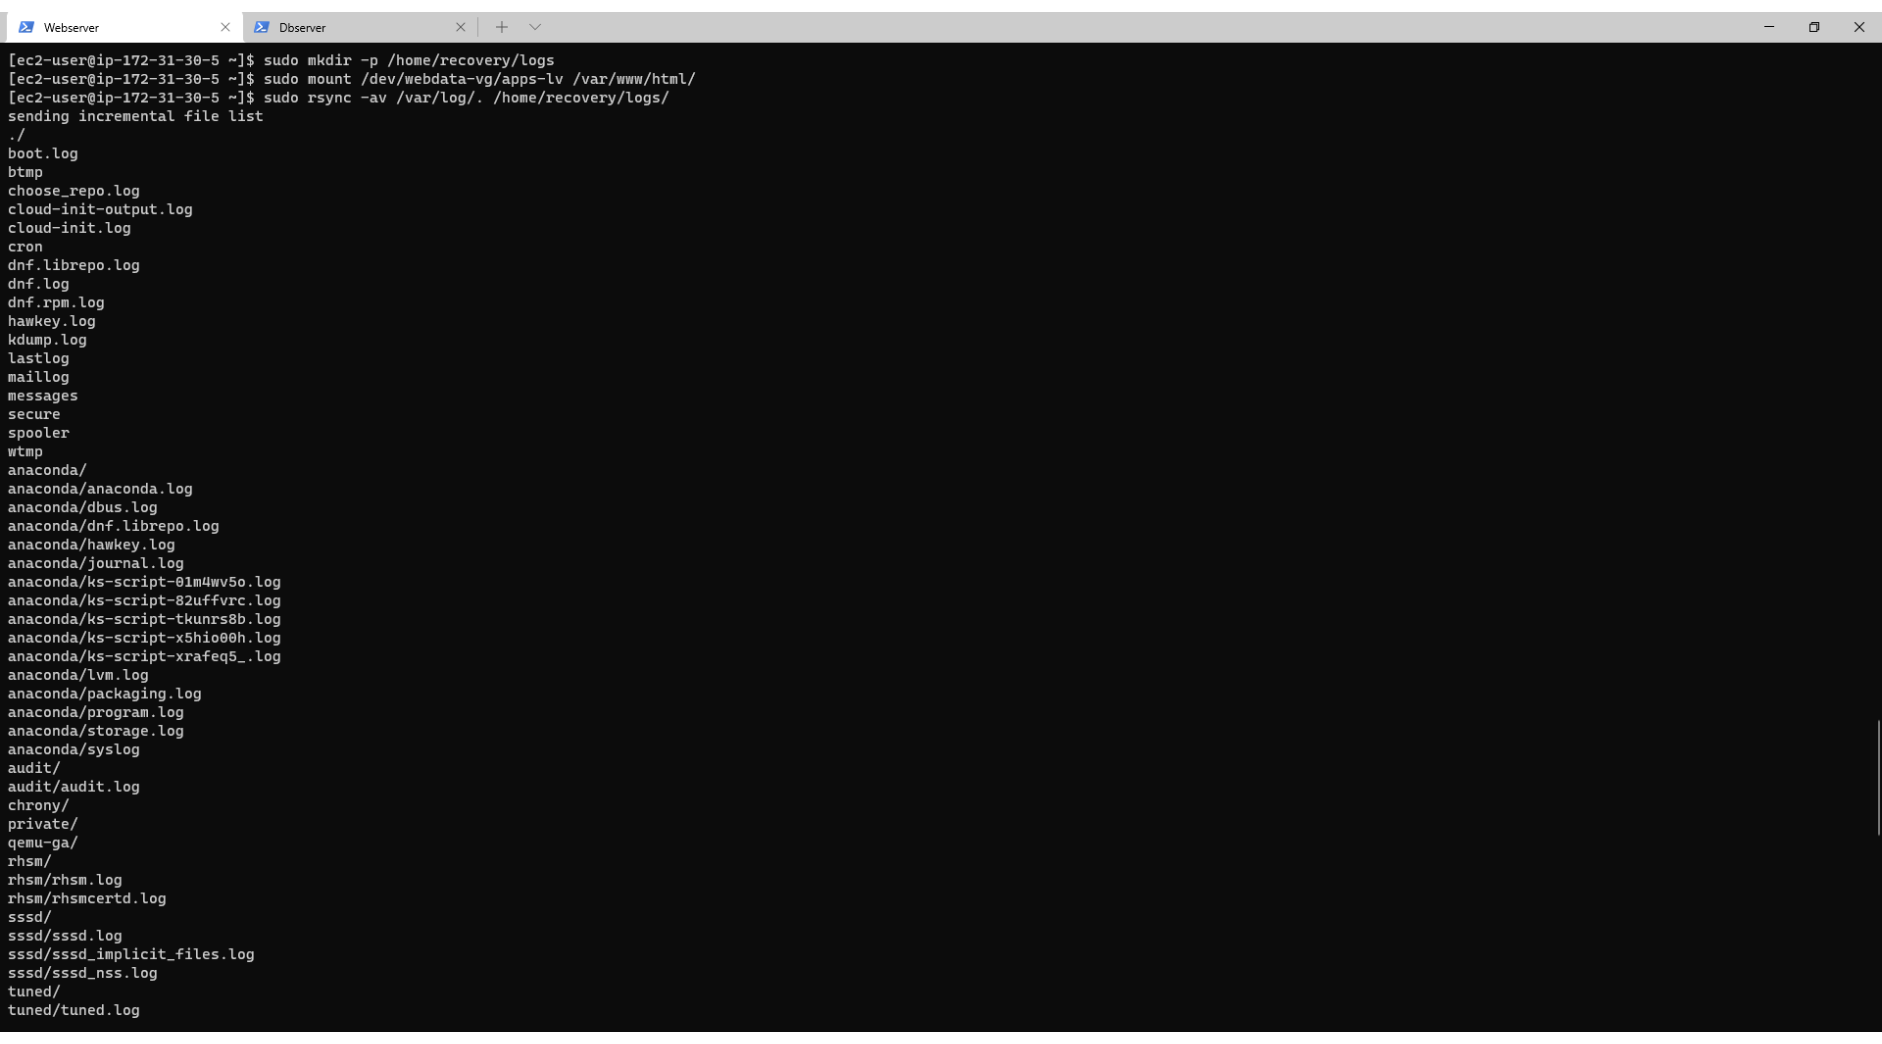 Webserver
Dbserver
[ec2-user@ip-172-31-30-5 ~]$ sudo mkdir -p /home/recovery/logs
[ec2-user@ip-172-31-30-5 ~]$ sudo mount /dev/webdata-vg/apps-lv /var/www/html/
[ec2-user@ip-172-31-30-5 ~]$ sudo rsync -av /var/log/. /home/recovery/logs/
sending incremental file list
./
boot.log
btmp
choose_repo.log
cloud-init-output.log
cloud-init.log
cron
dnf.librepo.log
dnf.log
dnf.rpm.log
hawkey.log
kdump.log
lastlog
maillog
messages
secure
spooler
wtmp
anaconda/
anaconda/anaconda.log
anaconda/dbus.log
anaconda/dnf.librepo.log
anaconda/hawkey.log
anaconda/journal.log
anaconda/ks-script-01m4wv5o.log
anaconda/ks-script-82uffvrc.log
anaconda/ks-script-tkunrs8b.log
anaconda/ks-script-x5hio00h.log
anaconda/ks-script-xrafeq5_.log
anaconda/lvm.log
anaconda/packaging.log
anaconda/program.log
anaconda/storage.log
anaconda/syslog
audit/
audit/audit.log
chrony/
private/
qemu-ga/
rhsm/
rhsm/rhsm.log
rhsm/rhsmcertd.log
sssd/
sssd/sssd.log
sssd/sssd_implicit_files.log
sssd/sssd_nss.log
tuned/
tuned/tuned.log